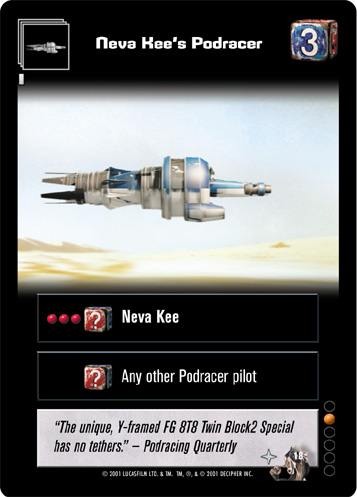 Neva Kee's Podracer
3
? Neva Kee
? Any other Podracer pilot
"The unique, Y-framed FG 8T8 Twin Block2 Special
has no tethers." – Podracing Quarterly
18
© 2001 LUCASFILM LTD. & TM. TM, ®, & © 2001 DECIPHER INC.